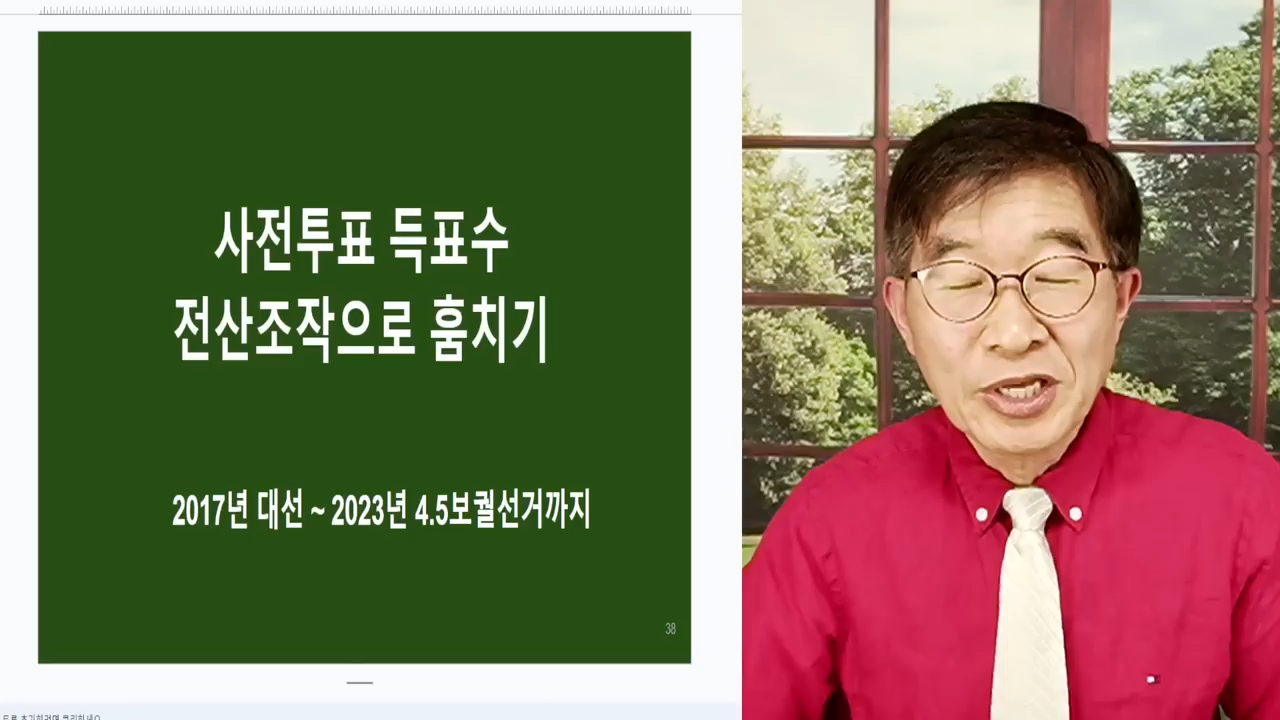 사전투표 득표수
전산조작으로 훔치기
2017년 대선 ~ 2023년 4.5보궐선거까지
38